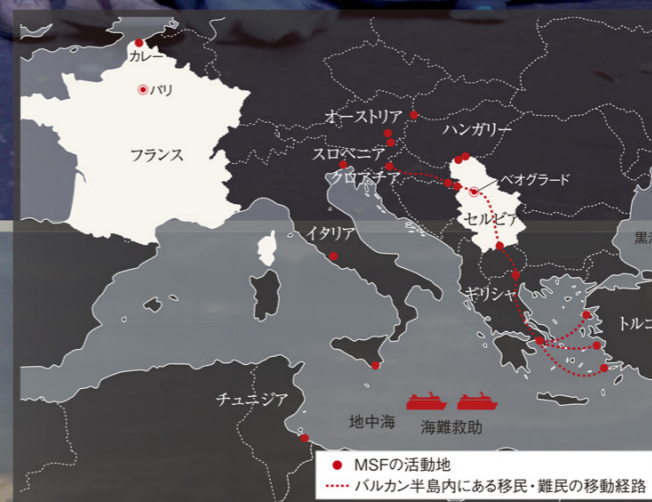 カレー
パリ
フランス
オーストリア
ハンガリー
スロベニア
クロアチア
ベオグラード
セルビア
イタリア
ギリシャ
チュニジア
地中海
海難救助
MSFの活動地
バルカン半島内にある移民・難民の移動経路